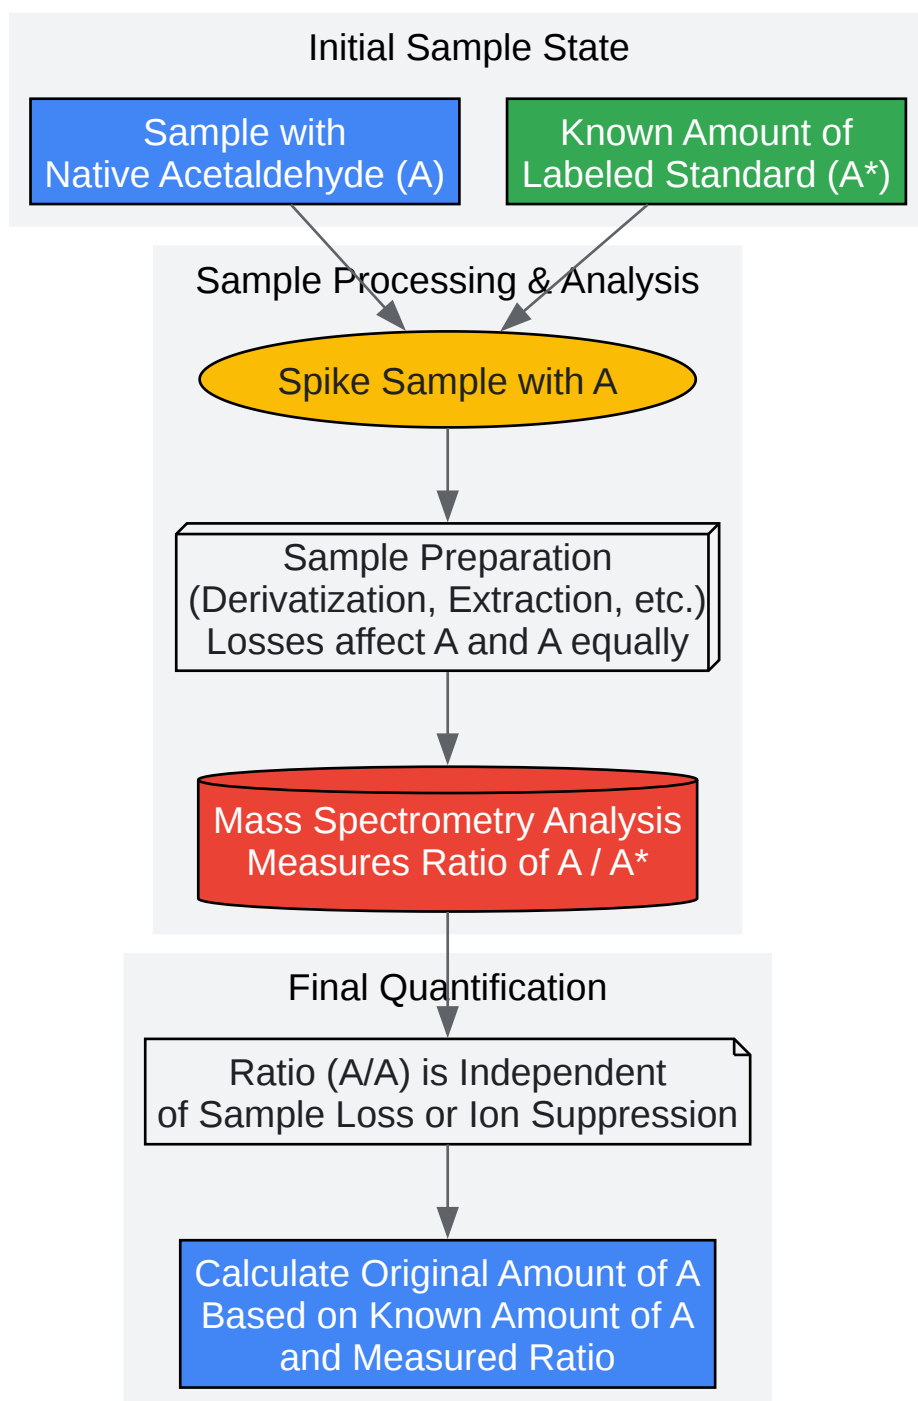 Initial Sample State
Sample with
Native Acetaldehyde (A)
Known Amount of
Labeled Standard (A*)
Sample Processing & Analysis
Spike Sample with A
Sample Preparation
(Derivatization, Extraction, etc.)
Losses affect A and A equally
Mass Spectrometry Analysis
Measures Ratio of A / A*
Final Quantification
Ratio (A/A) is Independent
of Sample Loss or Ion Suppression
Calculate Original Amount of A
Based on Known Amount of A
and Measured Ratio